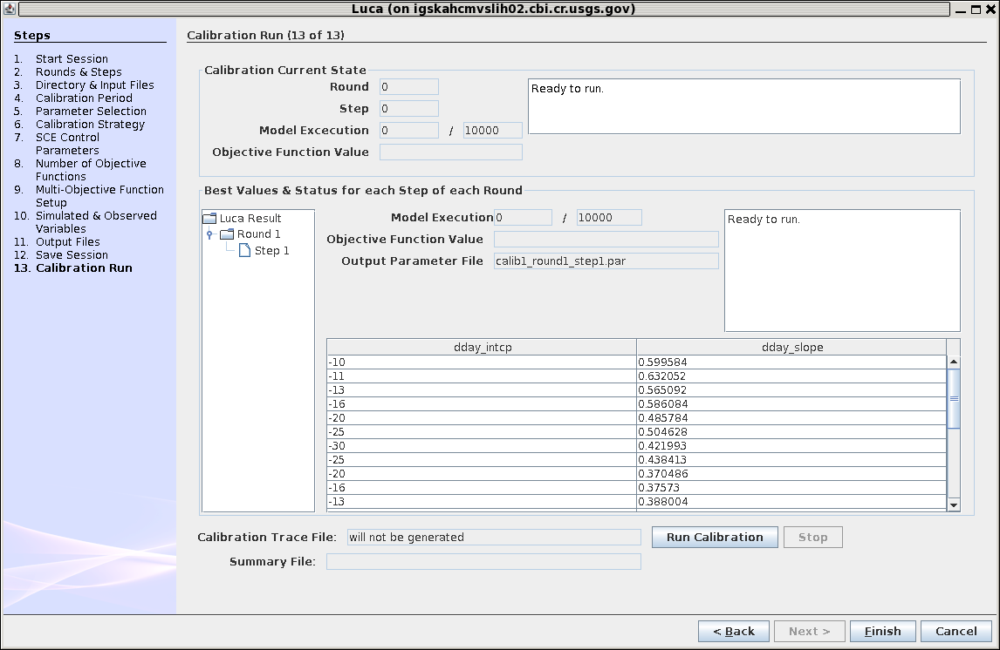 Luca (on igskahcmvslih02.cbi.cr.usgs.gov)
Steps
1. Start Session
2. Rounds & Steps
3. Directory & Input Files
4. Calibration Period
5. Parameter Selection
6. Calibration Strategy
7. SCE Control
Parameters
8. Number of Objective
Functions
9. Multi-Objective Function
Setup
10. Simulated & Observed
Variables
11. Output Files
12. Save Session
13. Calibration Run
Calibration Run (13 of 13)
Calibration Current State
Round 0
Step 0
Model Excecution 0 / 10000
Objective Function Value
Ready to run.
Best Values & Status for each Step of each Round
Luca Result
Round 1
Step 1
Model Execution 0 / 10000
Objective Function Value
Output Parameter File calib1_round1_step1.par
Ready to run.
dday_intcp dday_slope
-10 0.599584
-11 0.632052
-13 0.565092
-16 0.586084
-20 0.485784
-25 0.504628
-30 0.421993
-25 0.438413
-20 0.370486
-16 0.37573
-13 0.388004
Calibration Trace File: will not be generated
Run Calibration Stop
Summary File:
< Back Next > Finish Cancel